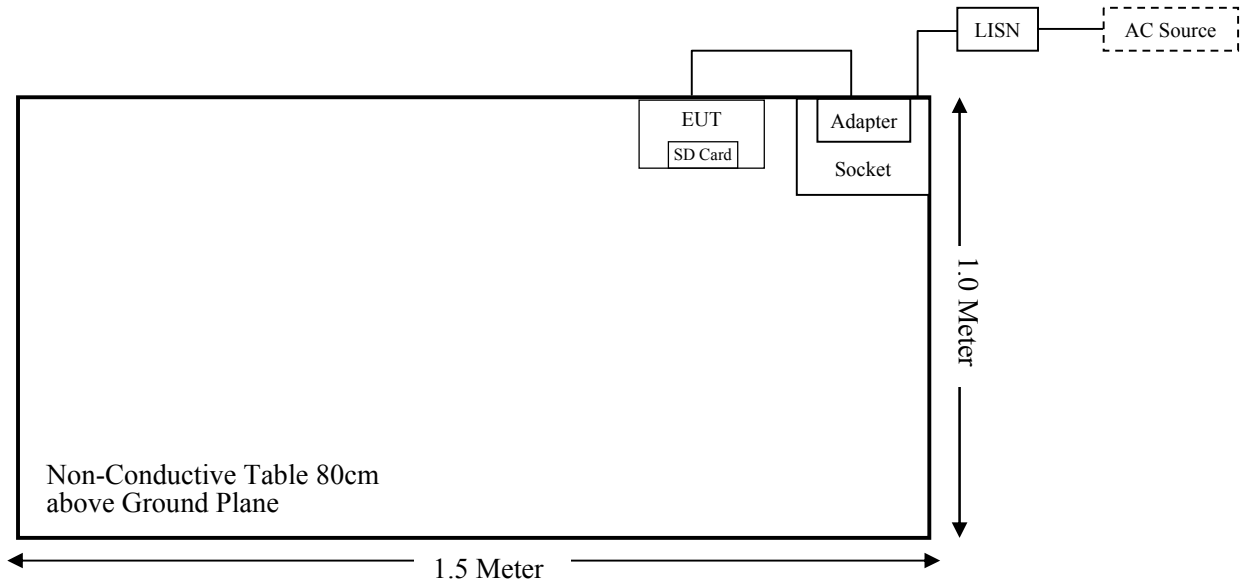 LISN
AC Source
EUT
SD Card
Adapter
Socket
1.0 Meter
Non-Conductive Table 80cm
above Ground Plane
1.5 Meter